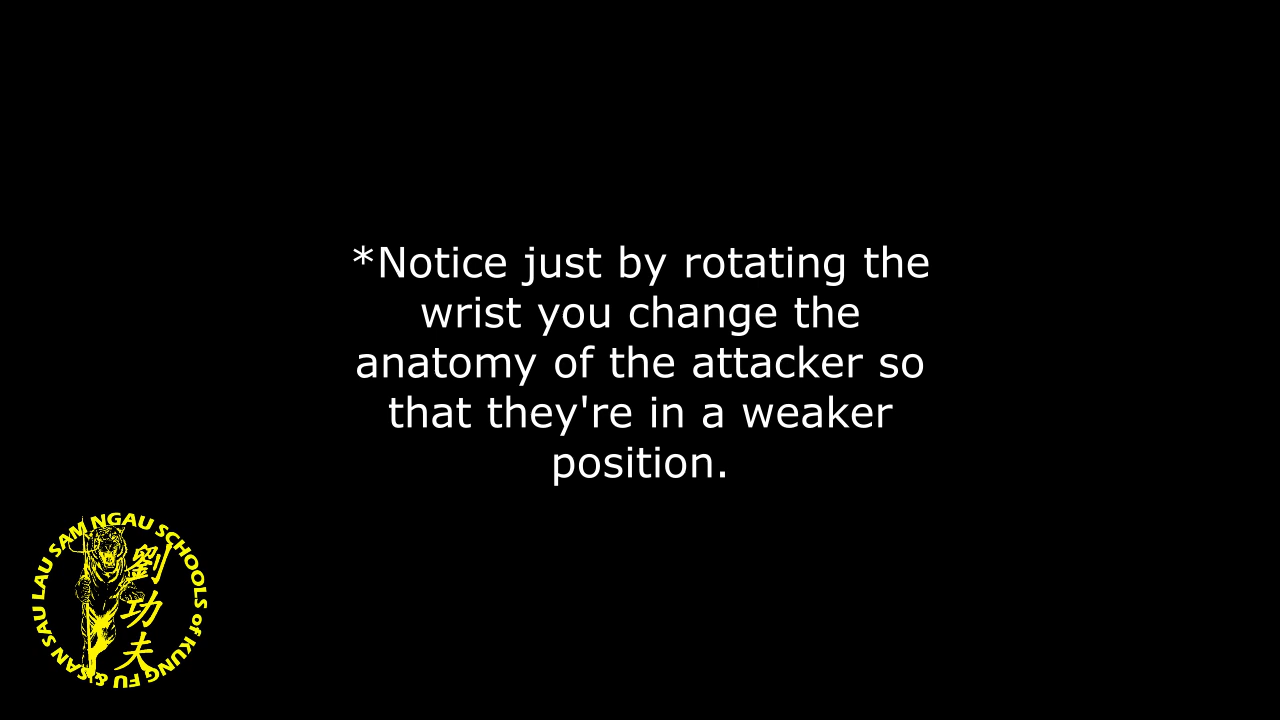 *Notice just by rotating the
wrist you change the
anatomy of the attacker so
that they're in a weaker
position.
LAU SAM NGAU SCHOOLS of KUNG FU & SAN SAU
劉
功
夫